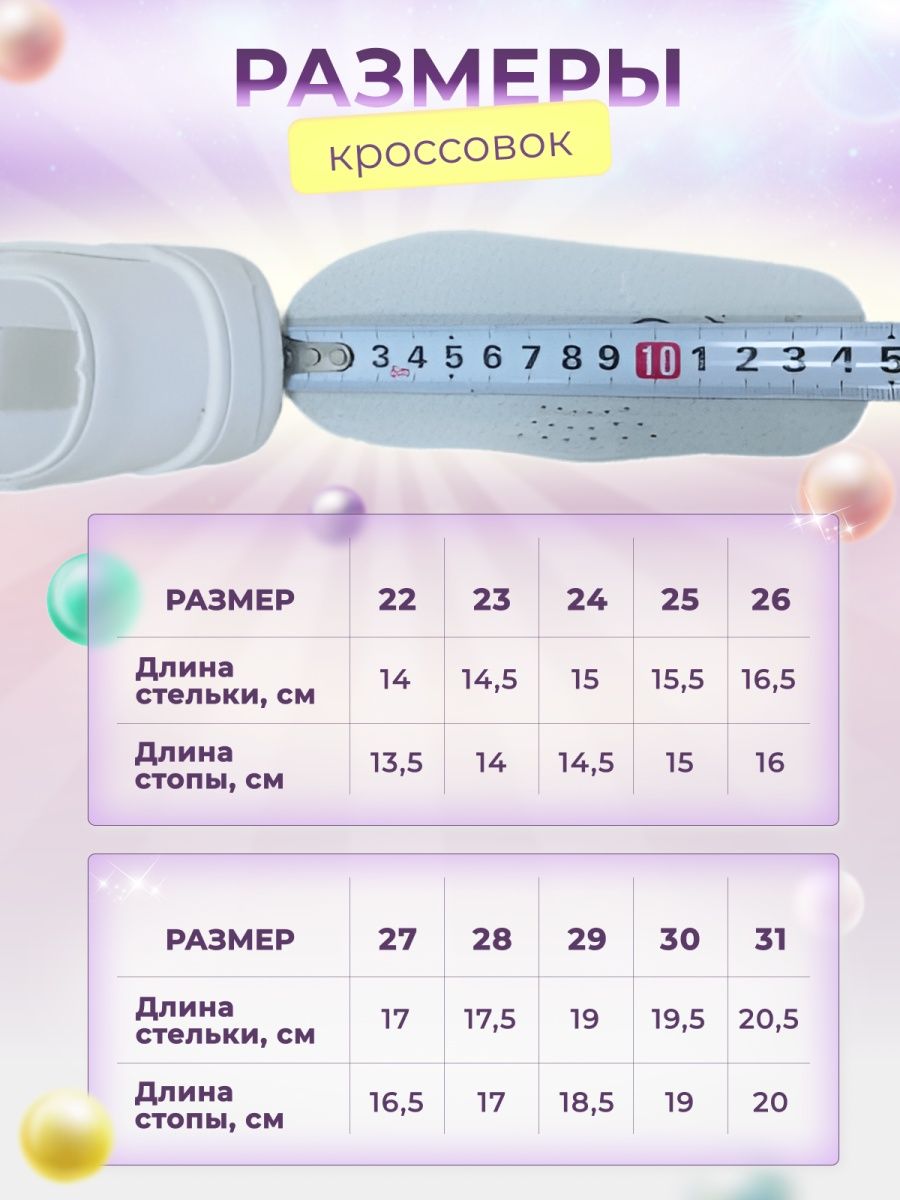 РАЗМЕРЫ
кроссовок
3 4 5 6 7 8 9 10 1 2 3 4 5
РАЗМЕР 22 23 24 25 26
Длина
стельки, см 14 14,5 15 15,5 16,5
Длина
стопы, см 13,5 14 14,5 15 16
РАЗМЕР 27 28 29 30 31
Длина
стельки, см 17 17,5 19 19,5 20,5
Длина
стопы, см 16,5 17 18,5 19 20